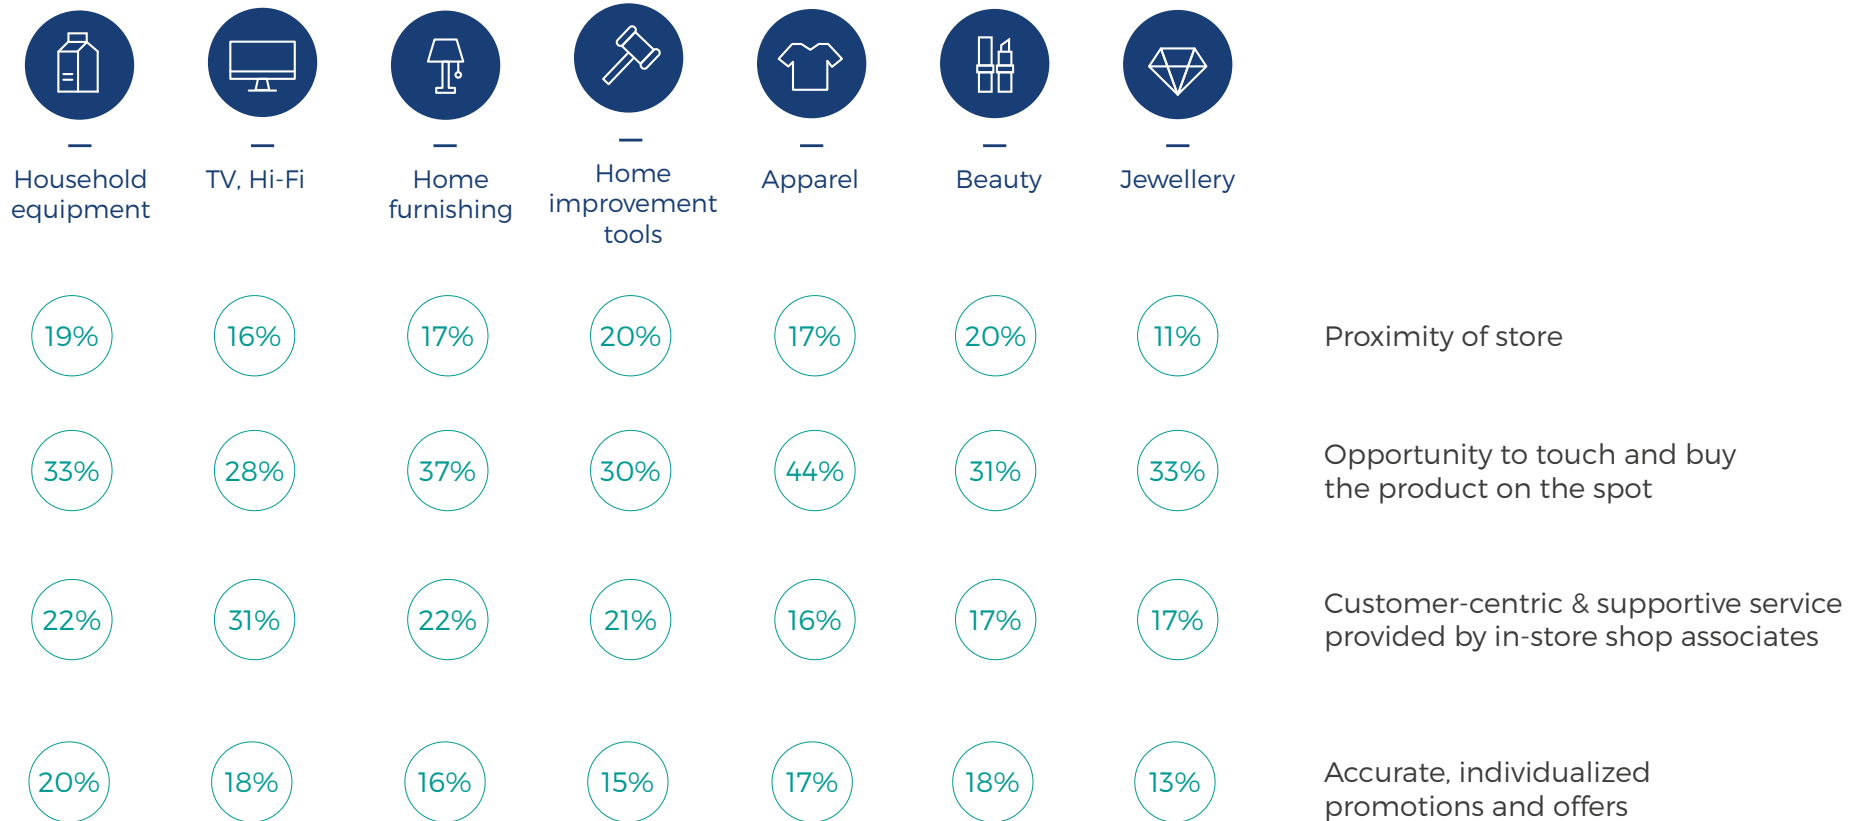 Household
equipment
TV, Hi-Fi
Home
furnishing
Home
improvement
tools
Apparel
Beauty
Jewellery
19% 16% 17% 20% 17% 20% 11% Proximity of store
33% 28% 37% 30% 44% 31% 33% Opportunity to touch and buy
the product on the spot
22% 31% 22% 21% 16% 17% 17% Customer-centric & supportive service
provided by in-store shop associates
20% 18% 16% 15% 17% 18% 13% Accurate, individualized
promotions and offers